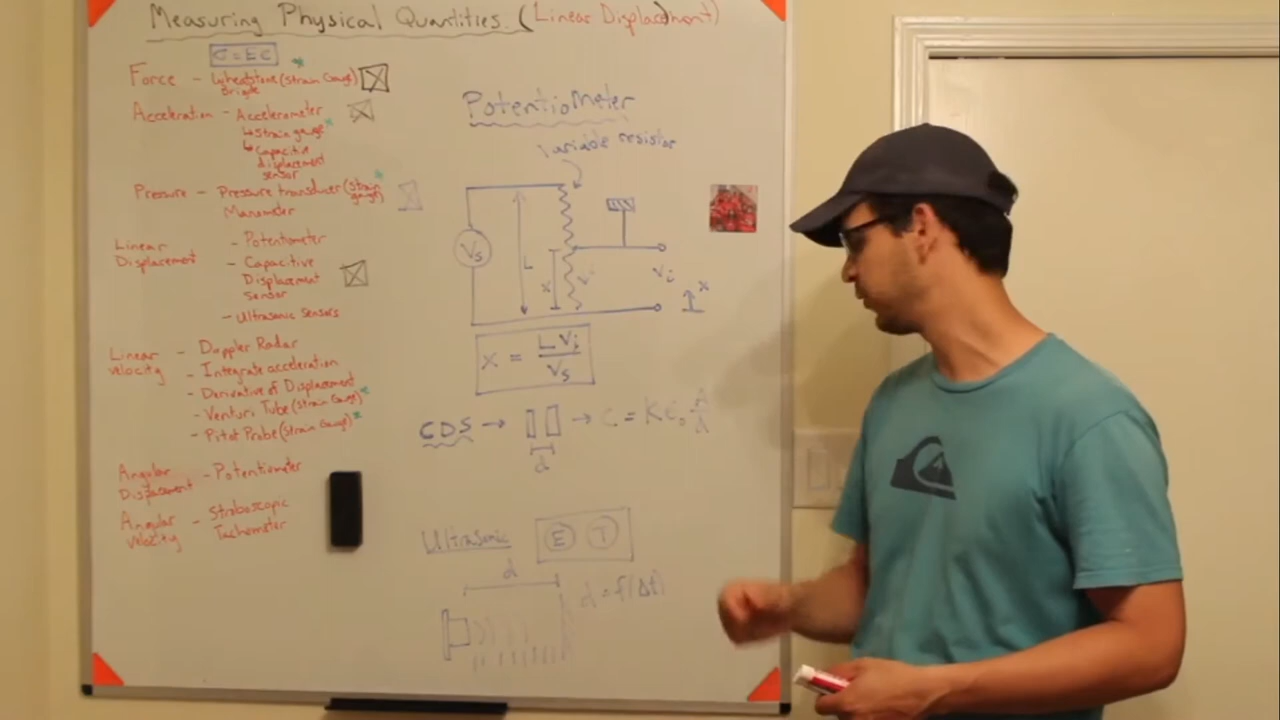 Measuring Physical Quantities. (Linear Displacement)
σ = Eε
Force - Wheatstone (Strain Gauge)
Bridge
Acceleration - Accelerometer
↳ Strain gauge
↳ Capacitive
displacement
sensor
Pressure - Pressure transducer (strain
gauge)
Manometer
Linear
Displacement
- Potentiometer
- Capacitive
Displacement
Sensor
- Ultrasonic Sensors
Linear
velocity
- Doppler Radar
- Integrate acceleration
- Derivative of Displacement
- Venturi Tube (Strain Gauge)
- Pitot Probe (Strain Gauge)
Angular
Displacement
- Potentiometer
Angular
velocity
- Stroboscopic
Tachometer
Potentiometer
Variable resistor
Vs
L
x
Vi
Vi
x
x = LVi / Vs
CDS → → C = Kε₀ A
d
Ultrasonic
E T
d
d = f(Δt)